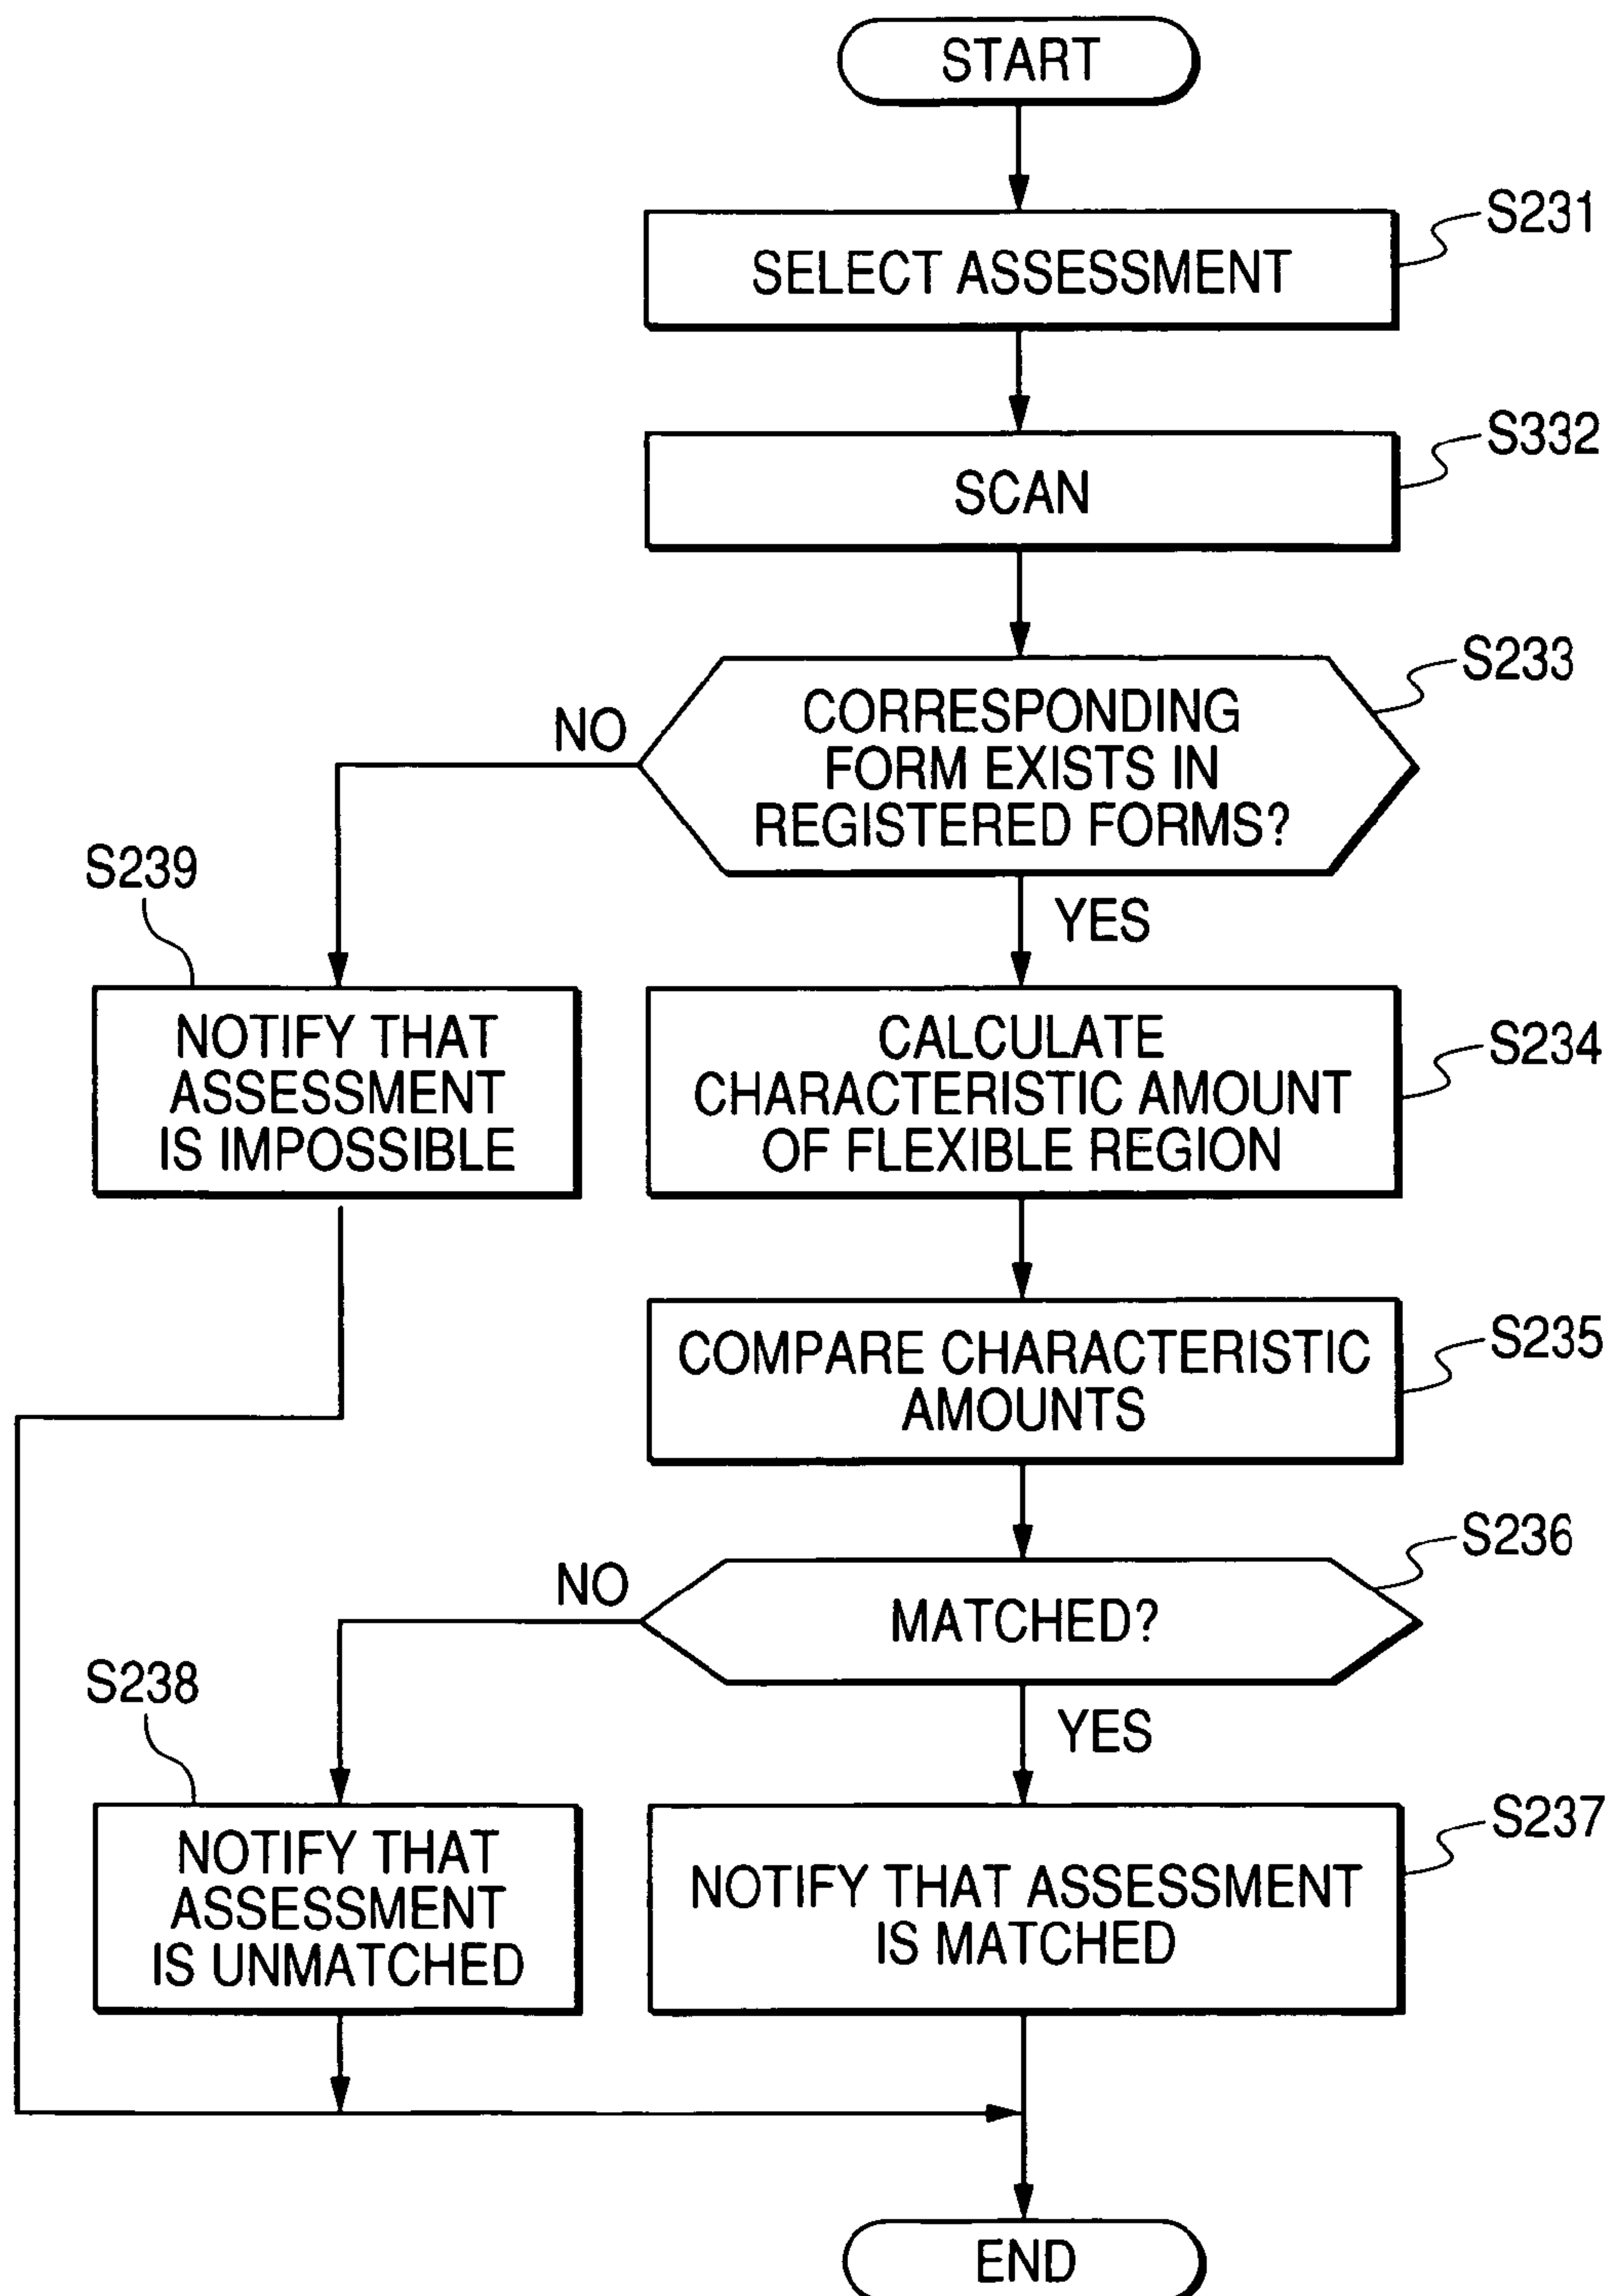 START
S231
SELECT ASSESSMENT
S332
SCAN
S233
CORRESPONDING
FORM EXISTS IN
REGISTERED FORMS?
NO
YES
S239
NOTIFY THAT
ASSESSMENT
IS IMPOSSIBLE
S234
CALCULATE
CHARACTERISTIC AMOUNT
OF FLEXIBLE REGION
S235
COMPARE CHARACTERISTIC
AMOUNTS
S236
MATCHED?
NO
YES
S238
NOTIFY THAT
ASSESSMENT
IS UNMATCHED
S237
NOTIFY THAT ASSESSMENT
IS MATCHED
END